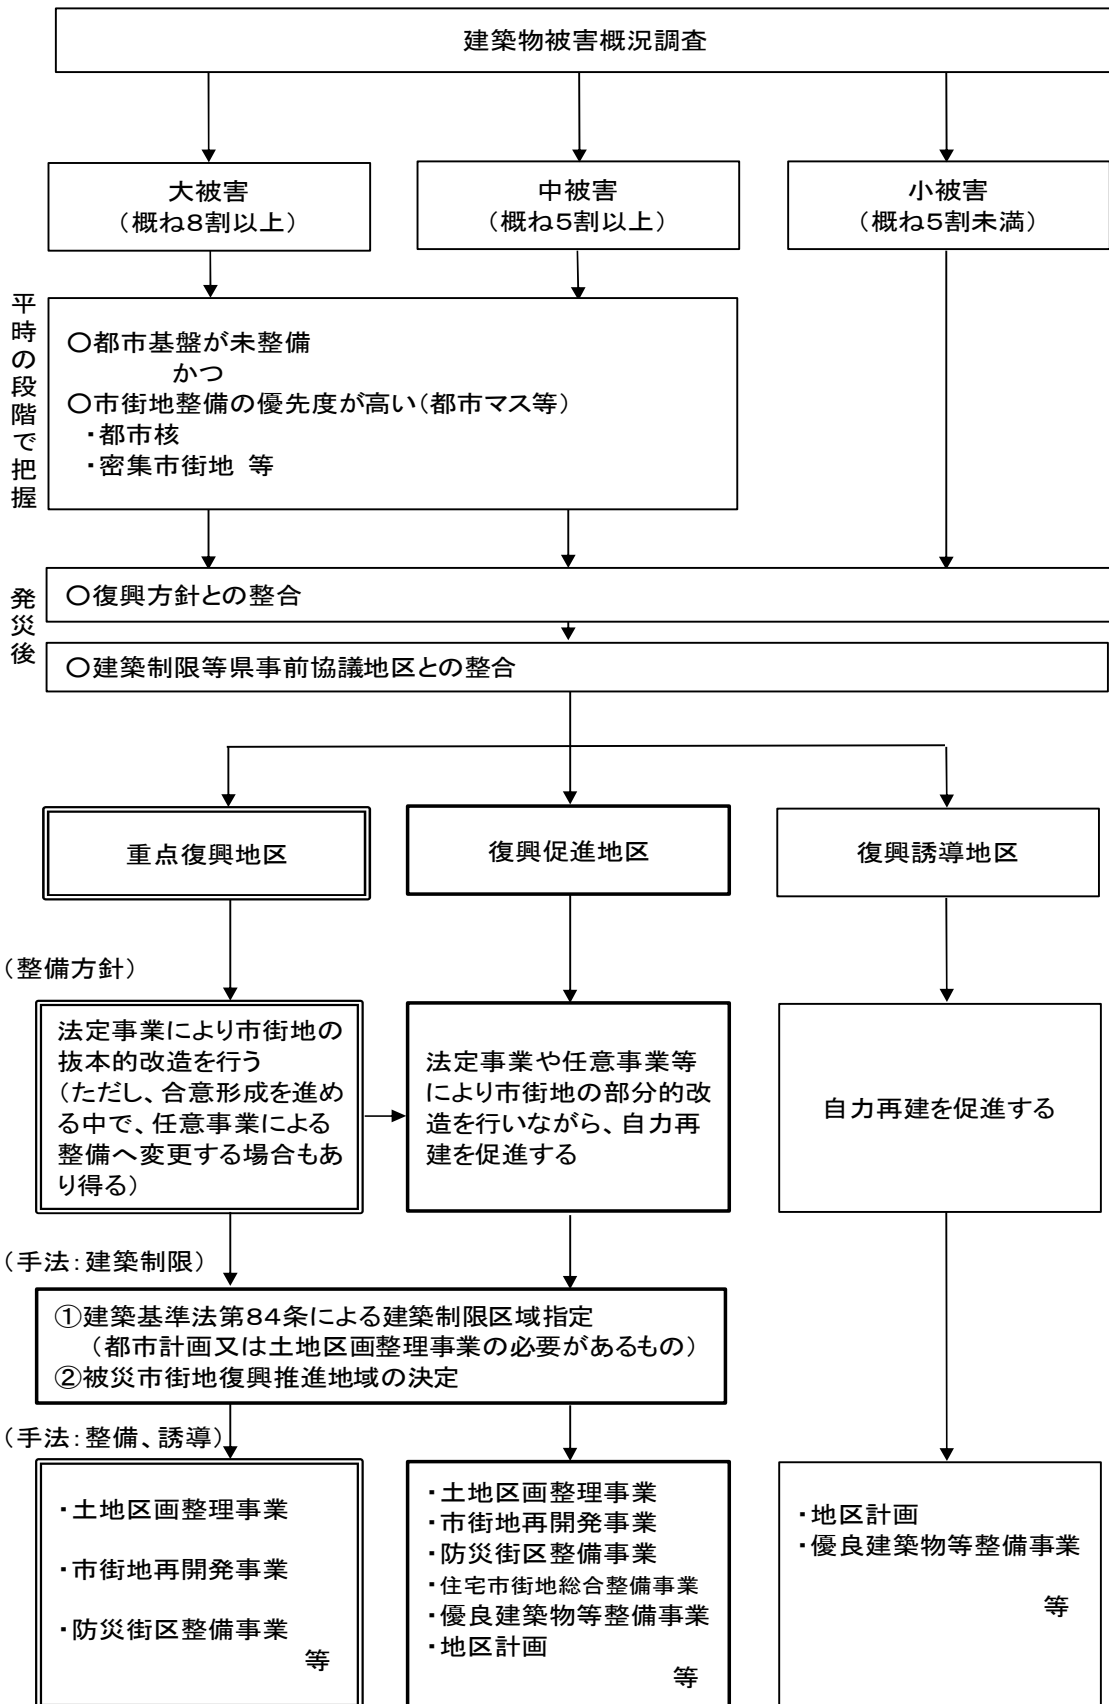 建築物被害概況調査
大被害
(概ね8割以上)
中被害
(概ね5割以上)
小被害
(概ね5割未満)
平時の段階で把握
○都市基盤が未整備
かつ
○市街地整備の優先度が高い(都市マス等)
・都市核
・密集市街地 等
発災後
○復興方針との整合
○建築制限等県事前協議地区との整合
重点復興地区
復興促進地区
復興誘導地区
(整備方針)
法定事業により市街地の
抜本的改造を行う
(ただし、合意形成を進め
る中で、任意事業による
整備へ変更する場合もあ
り得る)
法定事業や任意事業等
により市街地の部分的改
造を行いながら、自力再
建を促進する
自力再建を促進する
(手法:建築制限)
①建築基準法第84条による建築制限区域指定
(都市計画又は土地区画整理事業の必要があるもの)
②被災市街地復興推進地域の決定
(手法:整備、誘導)
・土地区画整理事業
・市街地再開発事業
・防災街区整備事業
等
・土地区画整理事業
・市街地再開発事業
・防災街区整備事業
・住宅市街地総合整備事業
・優良建築物等整備事業
・地区計画
等
・地区計画
・優良建築物等整備事業
等